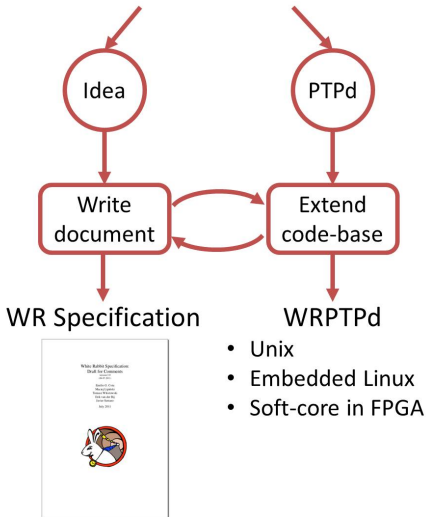 Idea
PTPd
Write
document
Extend
code-base
WR Specification
WRPTPd
• Unix
• Embedded Linux
• Soft-core in FPGA
White Rabbit Specification:
Draft for Comments